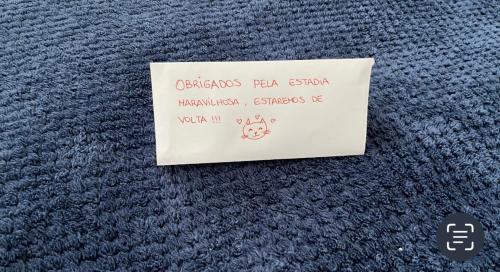 OBRIGADOS PELA ESTADIA
MARAVILHOSA, ESTAREMOS DE
VOLTA !!!